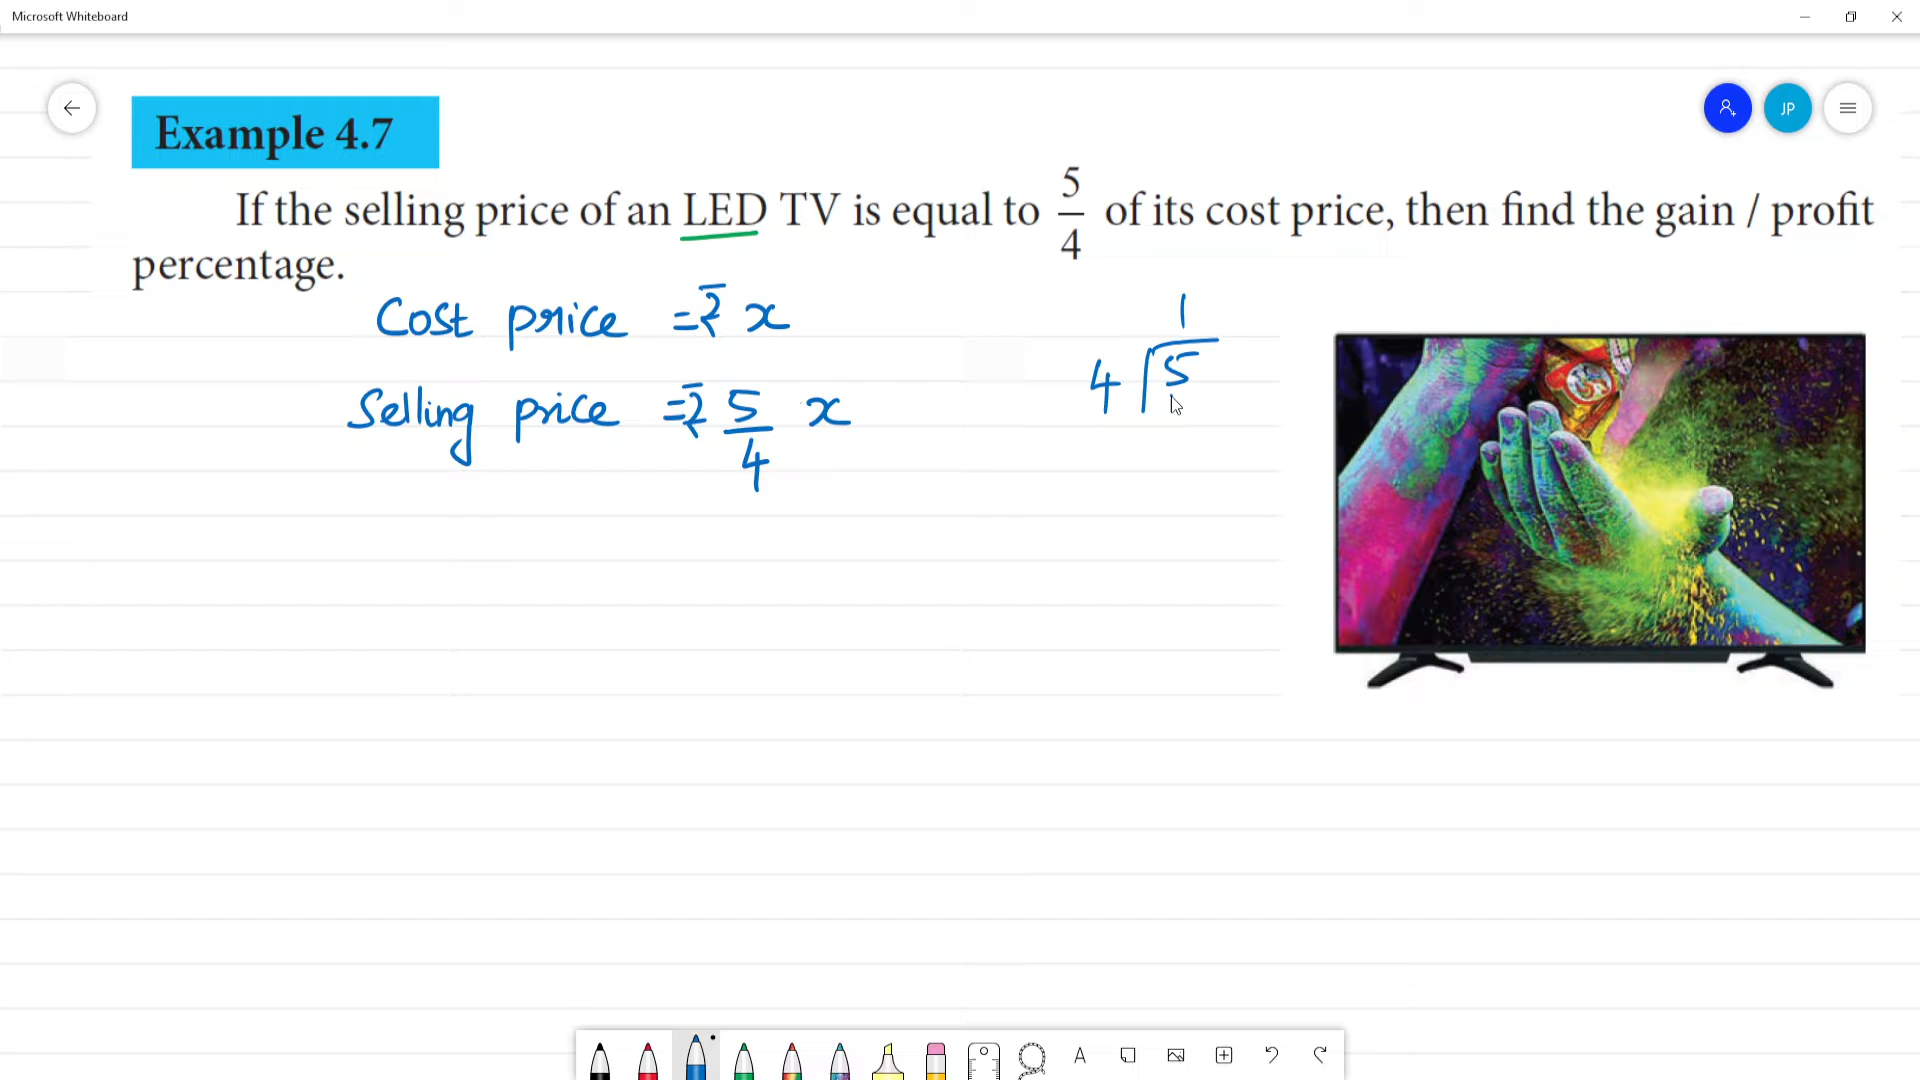 Microsoft Whiteboard
JP
Example 4.7
If the selling price of an LED TV is equal to 5/4 of its cost price, then find the gain / profit
percentage.
Cost price = ₹ x
Selling price = ₹ 5/4 x
1
4 5
A